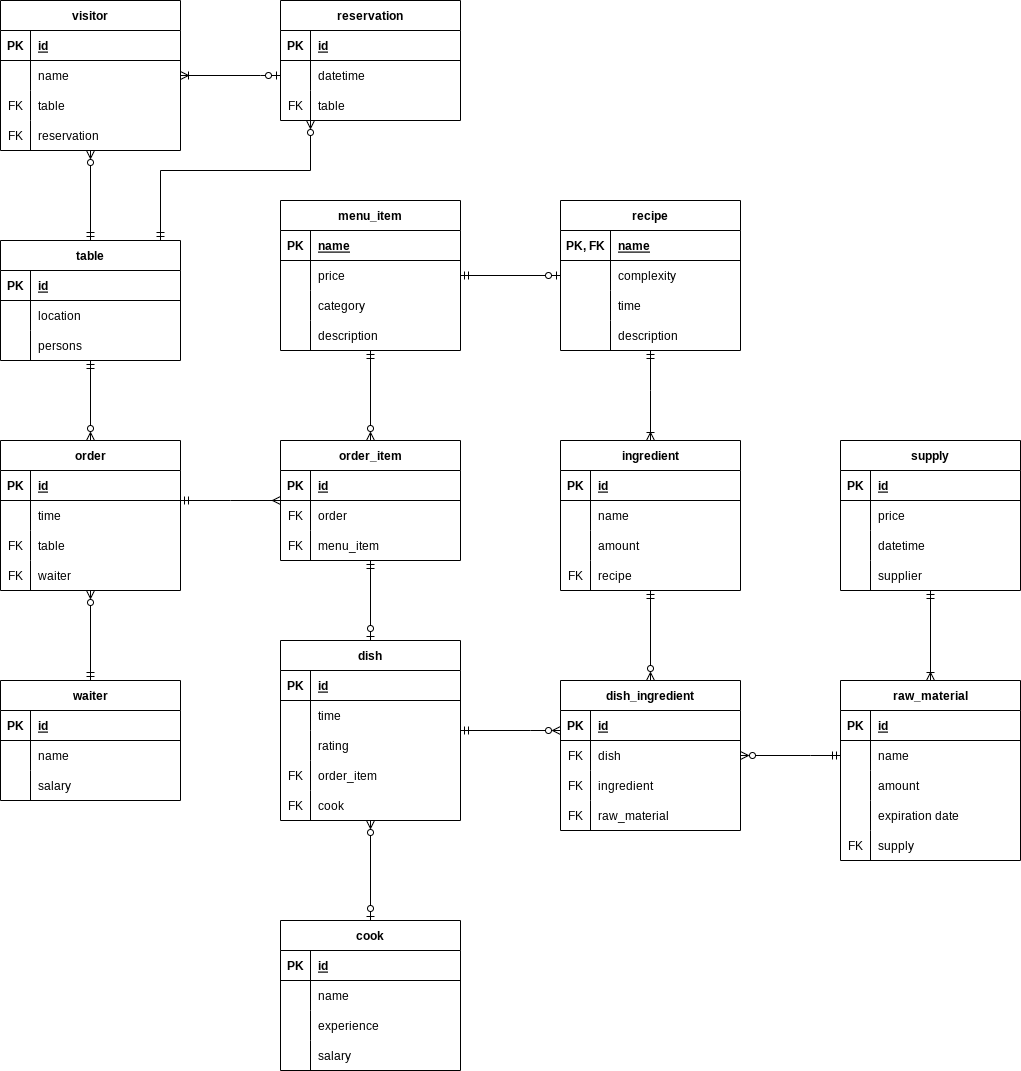 visitor
PK id
name
FK table
FK reservation
reservation
PK id
datetime
FK table
table
PK id
location
persons
menu_item
PK name
price
category
description
recipe
PK, FK name
complexity
time
description
order
PK id
time
FK table
FK waiter
order_item
PK id
FK order
FK menu_item
ingredient
PK id
name
amount
FK recipe
supply
PK id
price
datetime
supplier
waiter
PK id
name
salary
dish
PK id
time
rating
FK order_item
FK cook
dish_ingredient
PK id
FK dish
FK ingredient
FK raw_material
raw_material
PK id
name
amount
expiration date
FK supply
cook
PK id
name
experience
salary